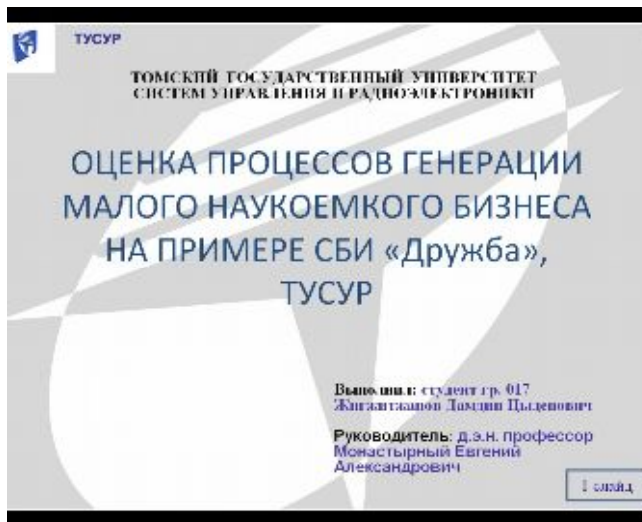 ТУСУР
ТОМСКИЙ ГОСУДАРСТВЕННЫЙ УНИВЕРСИТЕТ
СИСТЕМ УПРАВЛЕНИЯ И РАДИОЭЛЕКТРОНИКИ
ОЦЕНКА ПРОЦЕССОВ ГЕНЕРАЦИИ
МАЛОГО НАУКОЕМКОГО БИЗНЕСА
НА ПРИМЕРЕ СБИ «Дружба»,
ТУСУР
Выполнил: студент гр. 017
Цыденович
Руководитель: д.э.н. профессор
Монастырный Евгений
Александрович
1 слайд